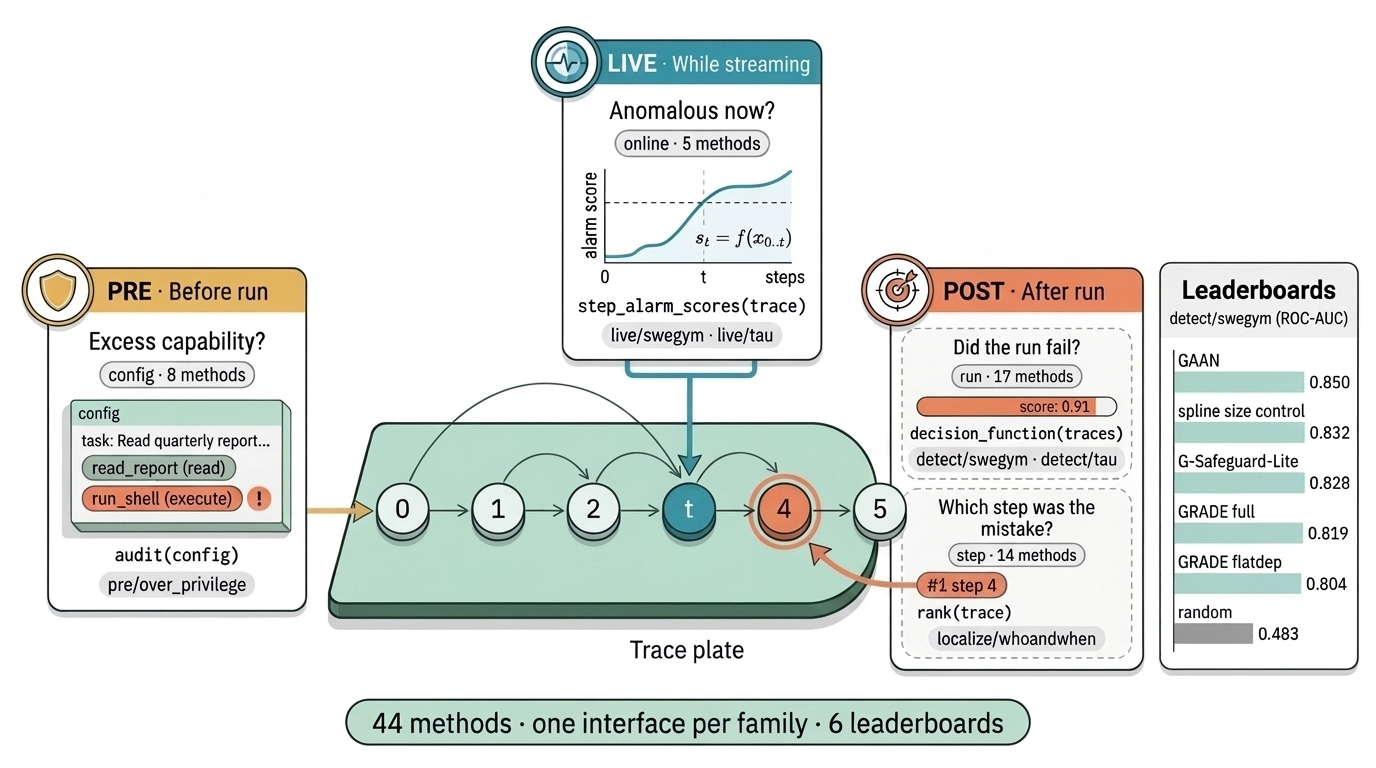 LIVE · While streaming
Anomalous now?
online · 5 methods
alarm score
s_t = f(x_{0..t})
0 t steps
step_alarm_scores(trace)
live/swegym · live/tau
PRE · Before run
Excess capability?
config · 8 methods
config
task: Read quarterly report...
read_report (read)
run_shell (execute) !
audit(config)
pre/over_privilege
0 1 2 t 4 5
Trace plate
POST · After run
Did the run fail?
run · 17 methods
score: 0.91
decision_function(traces)
detect/swegym · detect/tau
Which step was the
mistake?
step · 14 methods
#1 step 4
rank(trace)
localize/whoandwhen
Leaderboards
detect/swegym (ROC-AUC)
GAAN
0.850
spline size control
0.832
G-Safeguard-Lite
0.828
GRADE full
0.819
GRADE flatdep
0.804
random
0.483
44 methods · one interface per family · 6 leaderboards